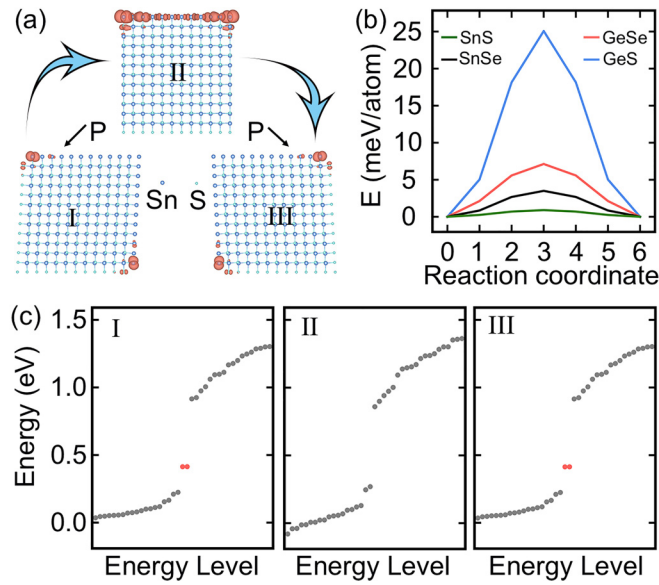 (a)
II
P
P
I
Sn
S
III
(b)
E (meV/atom)
25
20
15
10
5
0
SnS
SnSe
GeSe
GeS
0 1 2 3 4 5 6
Reaction coordinate
(c)
Energy (eV)
1.5
1.0
0.5
0.0
I
II
III
Energy Level
Energy Level
Energy Level